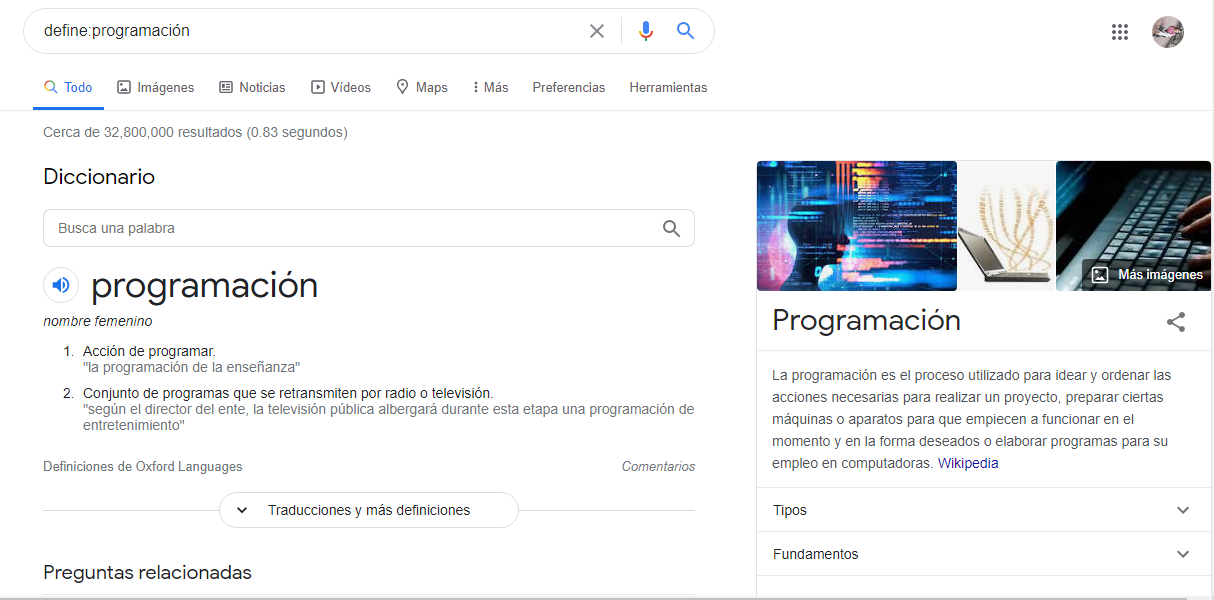 define:programación
Todo
Imágenes
Noticias
Vídeos
Maps
Más
Preferencias
Herramientas
Cerca de 32,800,000 resultados (0.83 segundos)
Diccionario
Busca una palabra
programación
nombre femenino
1. Acción de programar.
"la programación de la enseñanza"
2. Conjunto de programas que se retransmiten por radio o televisión.
"según el director del ente, la televisión pública albergará durante esta etapa una programación de
entretenimiento"
Definiciones de Oxford Languages
Comentarios
Traducciones y más definiciones
Preguntas relacionadas
Más imágenes
Programación
La programación es el proceso utilizado para idear y ordenar las
acciones necesarias para realizar un proyecto, preparar ciertas
máquinas o aparatos para que empiecen a funcionar en el
momento y en la forma deseados o elaborar programas para su
empleo en computadoras. Wikipedia
Tipos
Fundamentos